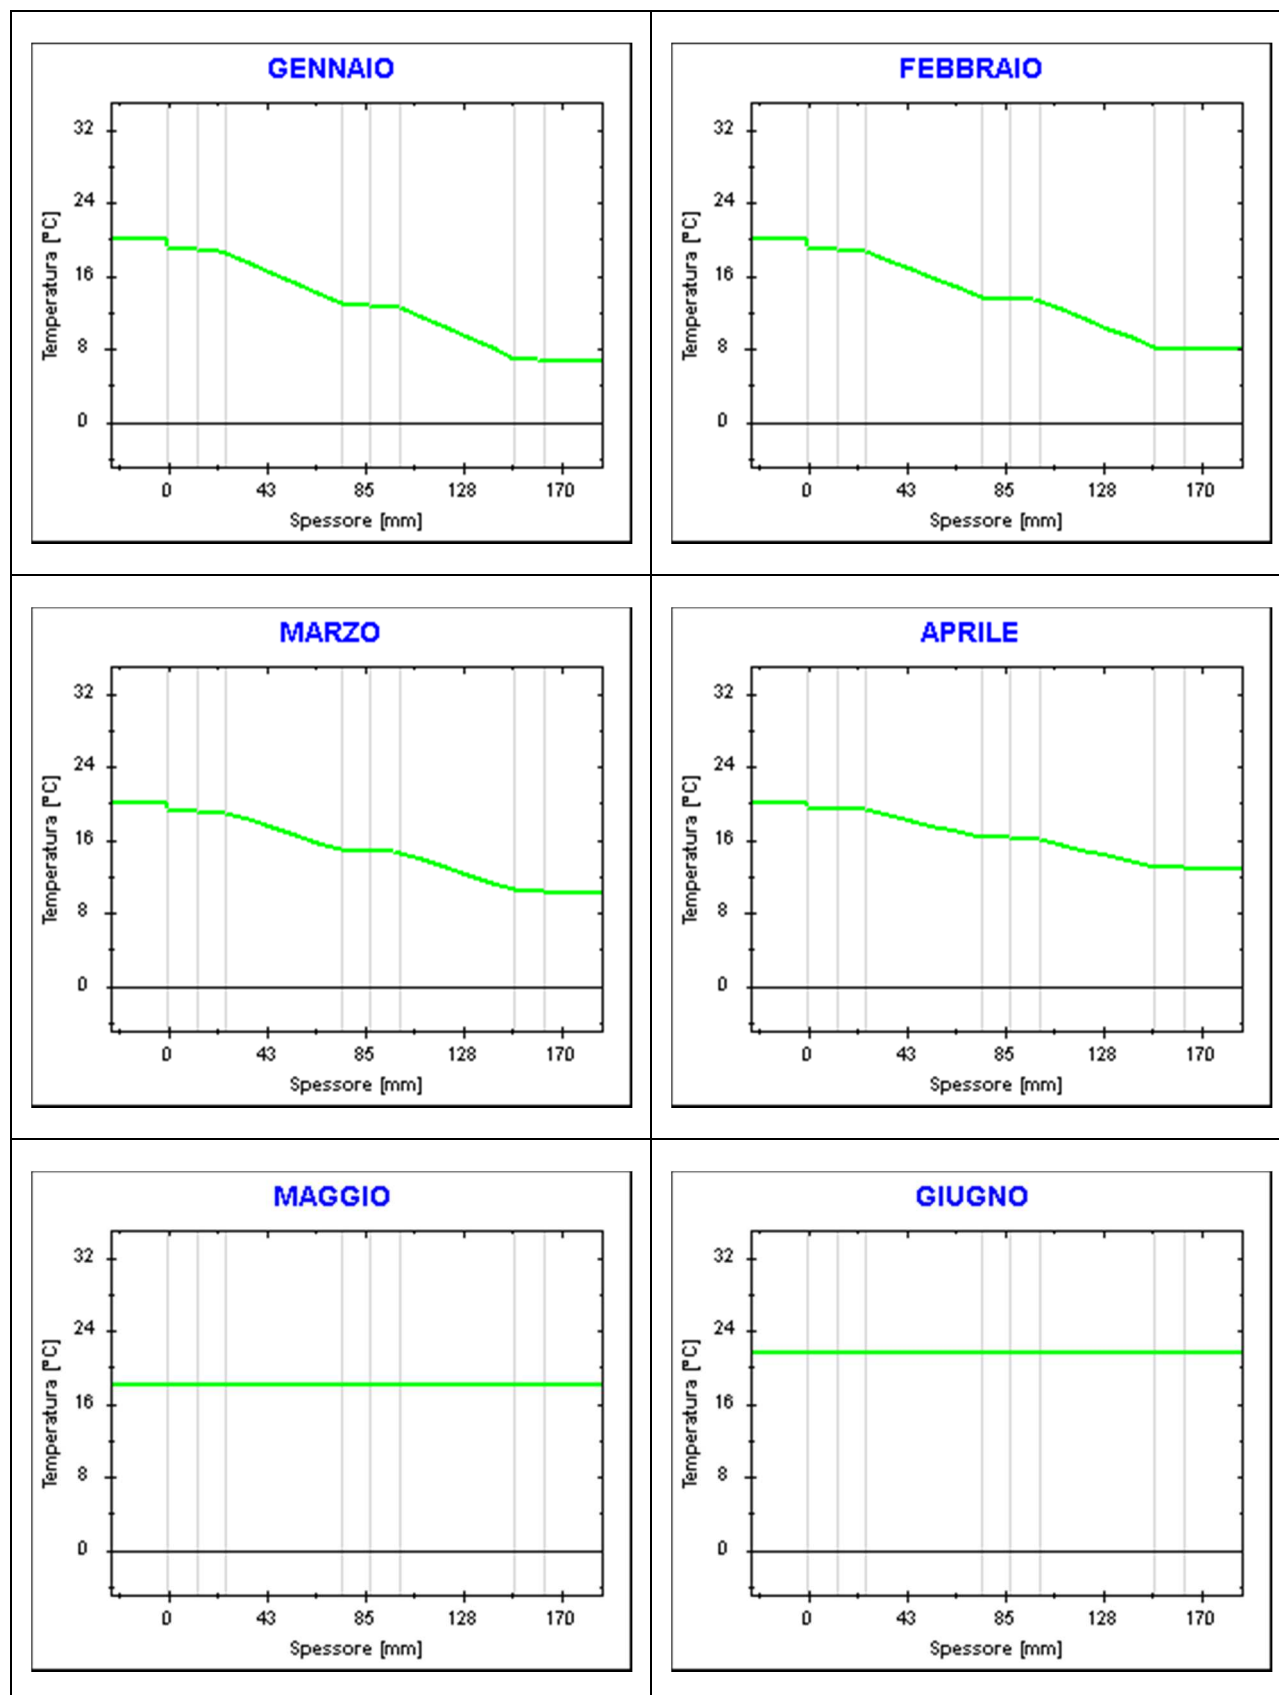 GENNAIO
Temperatura [°C]
32
24
16
8
0
0 43 85 128 170
Spessore [mm]
FEBBRAIO
Temperatura [°C]
32
24
16
8
0
0 43 85 128 170
Spessore [mm]
MARZO
Temperatura [°C]
32
24
16
8
0
0 43 85 128 170
Spessore [mm]
APRILE
Temperatura [°C]
32
24
16
8
0
0 43 85 128 170
Spessore [mm]
MAGGIO
Temperatura [°C]
32
24
16
8
0
0 43 85 128 170
Spessore [mm]
GIUGNO
Temperatura [°C]
32
24
16
8
0
0 43 85 128 170
Spessore [mm]